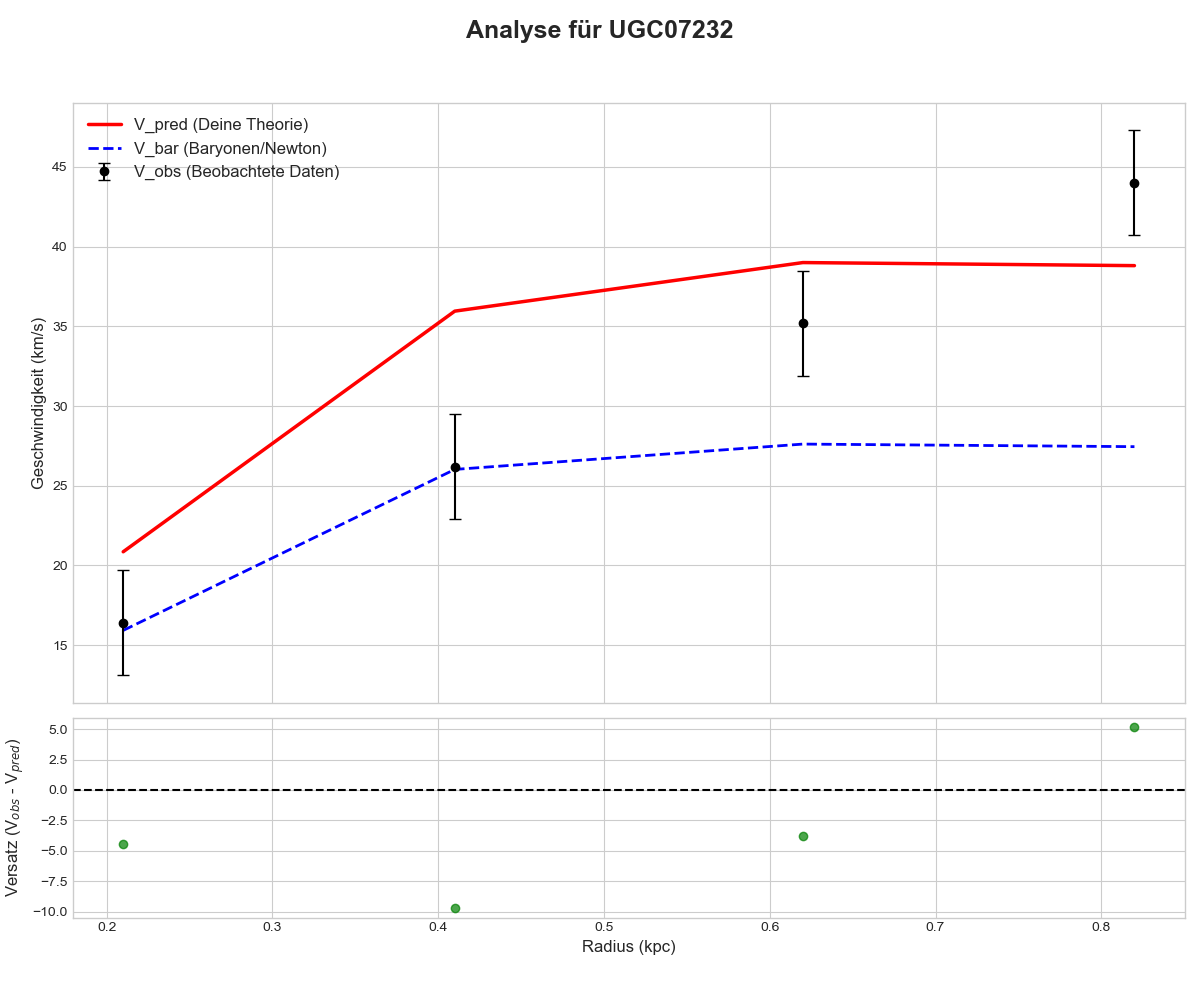 Analyse für UGC07232
V_pred (Deine Theorie)
V_bar (Baryonen/Newton)
V_obs (Beobachtete Daten)
Geschwindigkeit (km/s)
45
40
35
30
25
20
15
Versatz (V_obs - V_pred)
5.0
2.5
0.0
−2.5
−5.0
−7.5
−10.0
0.2 0.3 0.4 0.5 0.6 0.7 0.8
Radius (kpc)